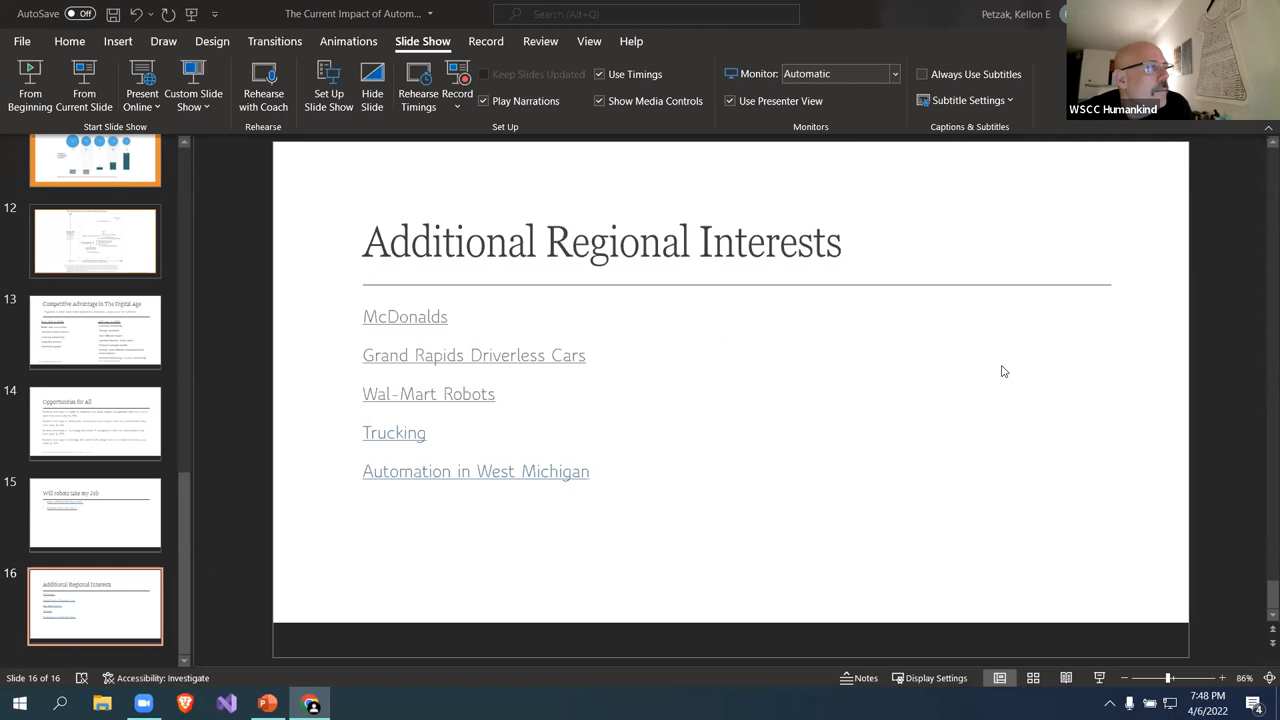 AutoSave Off The Current Impact of Autom... Search Petzak, Kellon E
File Home Insert Draw Design Transitions Animations Slide Show Record Review View Help
From Beginning
From Current Slide
Present Online
Custom Slide Show
Start Slide Show
Rehearse with Coach
Rehearse
Set Up Slide Show
Hide Slide
Rehearse Timings
Record
Keep Slides Updated
Play Narrations
Use Timings
Show Media Controls
Set Up
Monitor: Automatic
Use Presenter View
Monitors
Always Use Subtitles
Subtitle Settings
Captions & Subtitles
WSCC Humankind
12
13
Competitive Advantage in The Digital Age
14
Opportunities for All
15
Will robots take my Job
16
Additional Regional Interests
Additional Regional Interests
McDonalds
Grand Rapids Driverless Cars
Wal-Mart Robots
Trucking
Automation in West Michigan
Slide 16 of 16 Accessibility: Investigate Notes Display Settings 86%
7:48 PM
4/6/2022
4